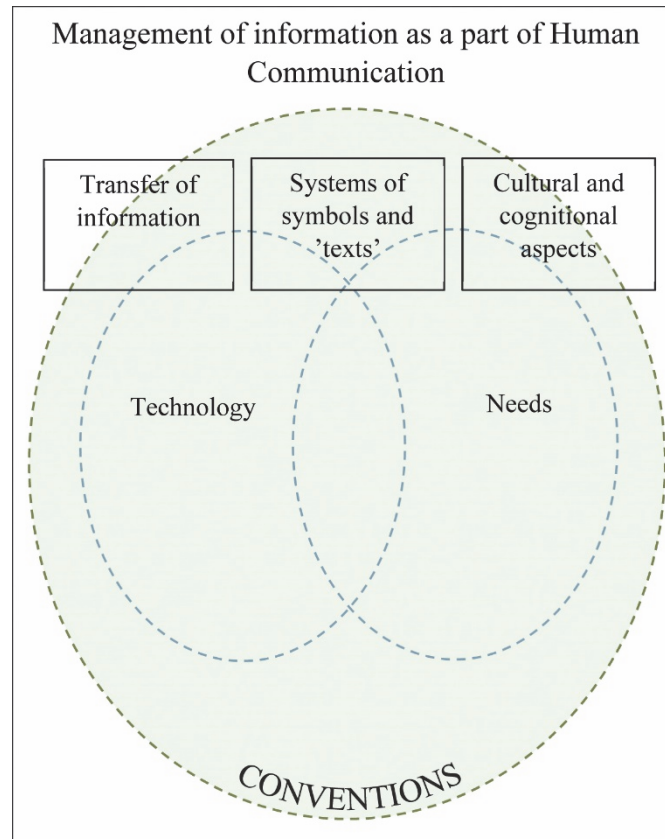 Management of information as a part of Human
Communication
Transfer of
information
Systems of
symbols and
'texts'
Cultural and
cognitional
aspects
Technology
Needs
CONVENTIONS